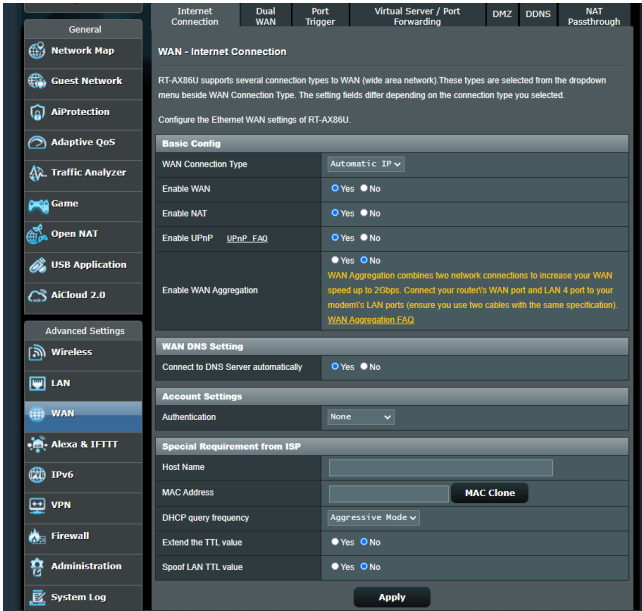 Internet
Connection
Dual
WAN
Port
Trigger
Virtual Server / Port
Forwarding
DMZ
DDNS
NAT
Passthrough
General
Network Map
Guest Network
AiProtection
Adaptive QoS
Traffic Analyzer
Game
Open NAT
USB Application
AiCloud 2.0
Advanced Settings
Wireless
LAN
WAN
Alexa & IFTTT
IPv6
VPN
Firewall
Administration
System Log
WAN - Internet Connection
RT-AX86U supports several connection types to WAN (wide area network).These types are selected from the dropdown
menu beside WAN Connection Type. The setting fields differ depending on the connection type you selected.
Configure the Ethernet WAN settings of RT-AX86U.
Basic Config
WAN Connection Type Automatic IP
Enable WAN Yes No
Enable NAT Yes No
Enable UPnP UPnP FAQ Yes No
Enable WAN Aggregation Yes No
WAN Aggregation combines two network connections to increase your WAN
speed up to 2Gbps. Connect your router\'s WAN port and LAN 4 port to your
modem\'s LAN ports (ensure you use two cables with the same specification).
WAN Aggregation FAQ
WAN DNS Setting
Connect to DNS Server automatically Yes No
Account Settings
Authentication None
Special Requirement from ISP
Host Name
MAC Address MAC Clone
DHCP query frequency Aggressive Mode
Extend the TTL value Yes No
Spoof LAN TTL value Yes No
Apply